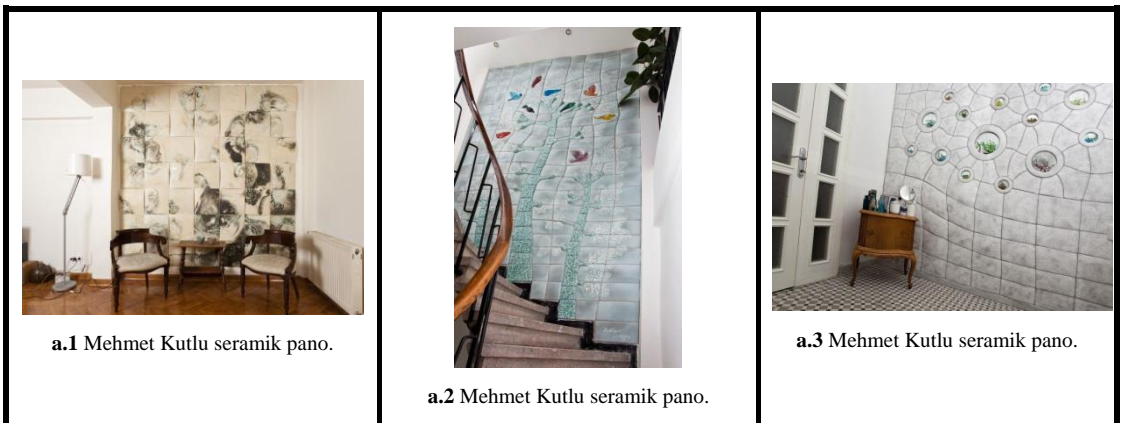 a.1 Mehmet Kutlu seramik pano.
a.2 Mehmet Kutlu seramik pano.
a.3 Mehmet Kutlu seramik pano.